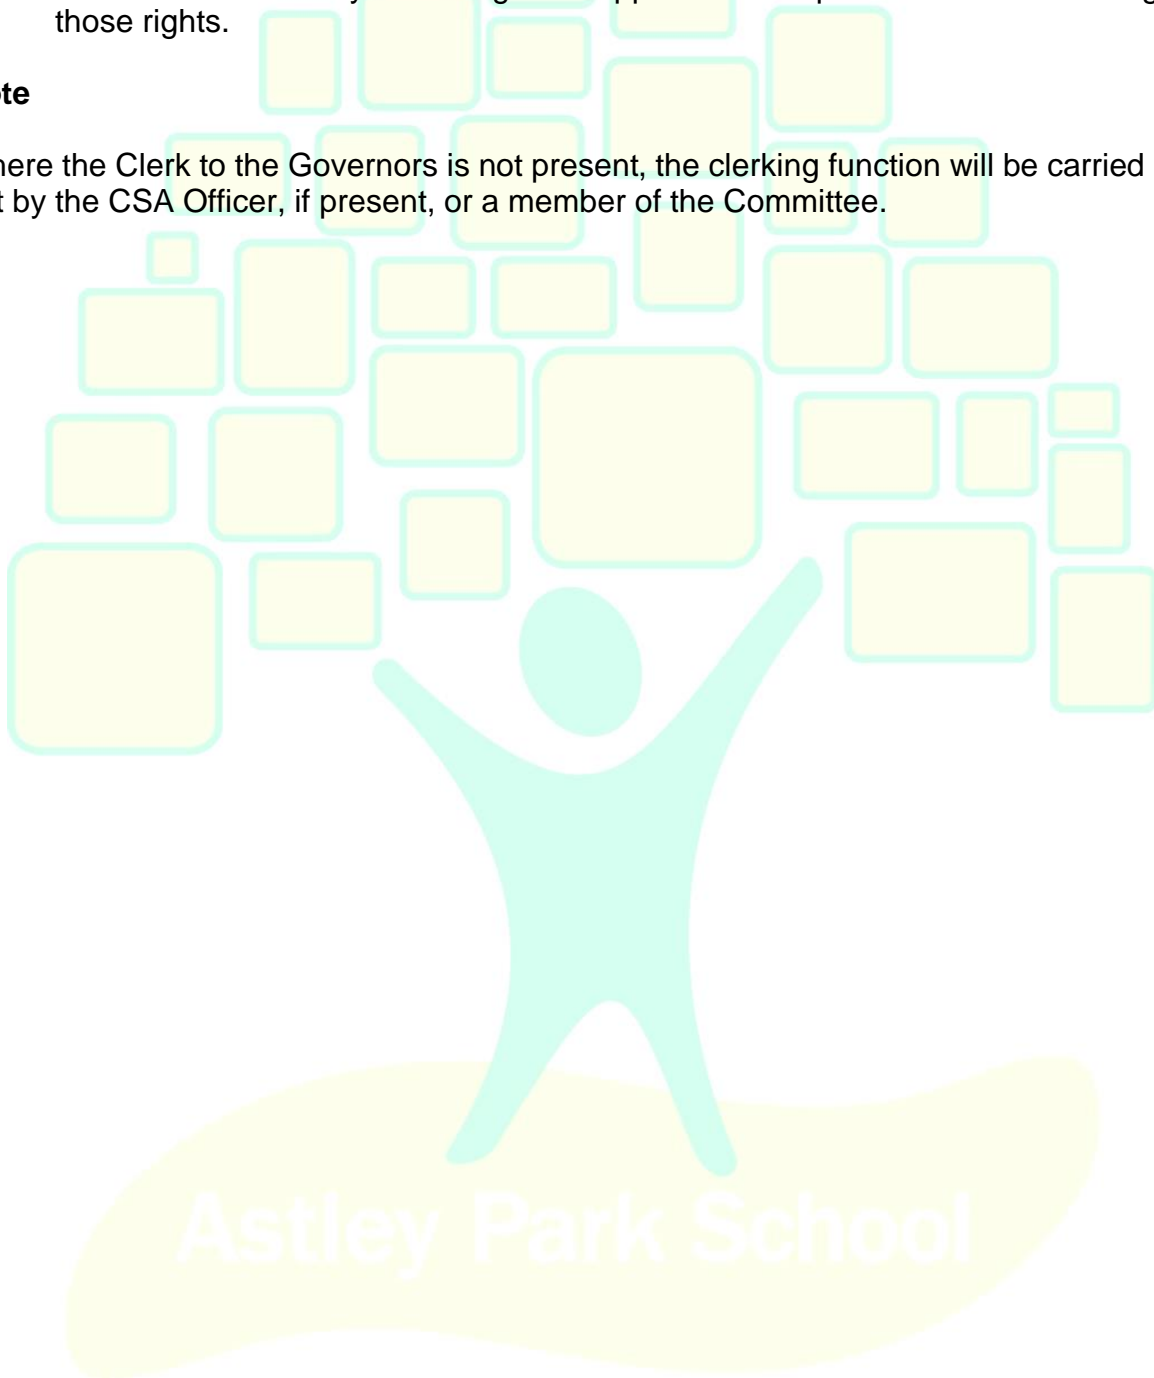 those rights.
te
here the Clerk to the Governors is not present, the clerking function will be carried
t by the CSA Officer, if present, or a member of the Committee.
Astley Park School